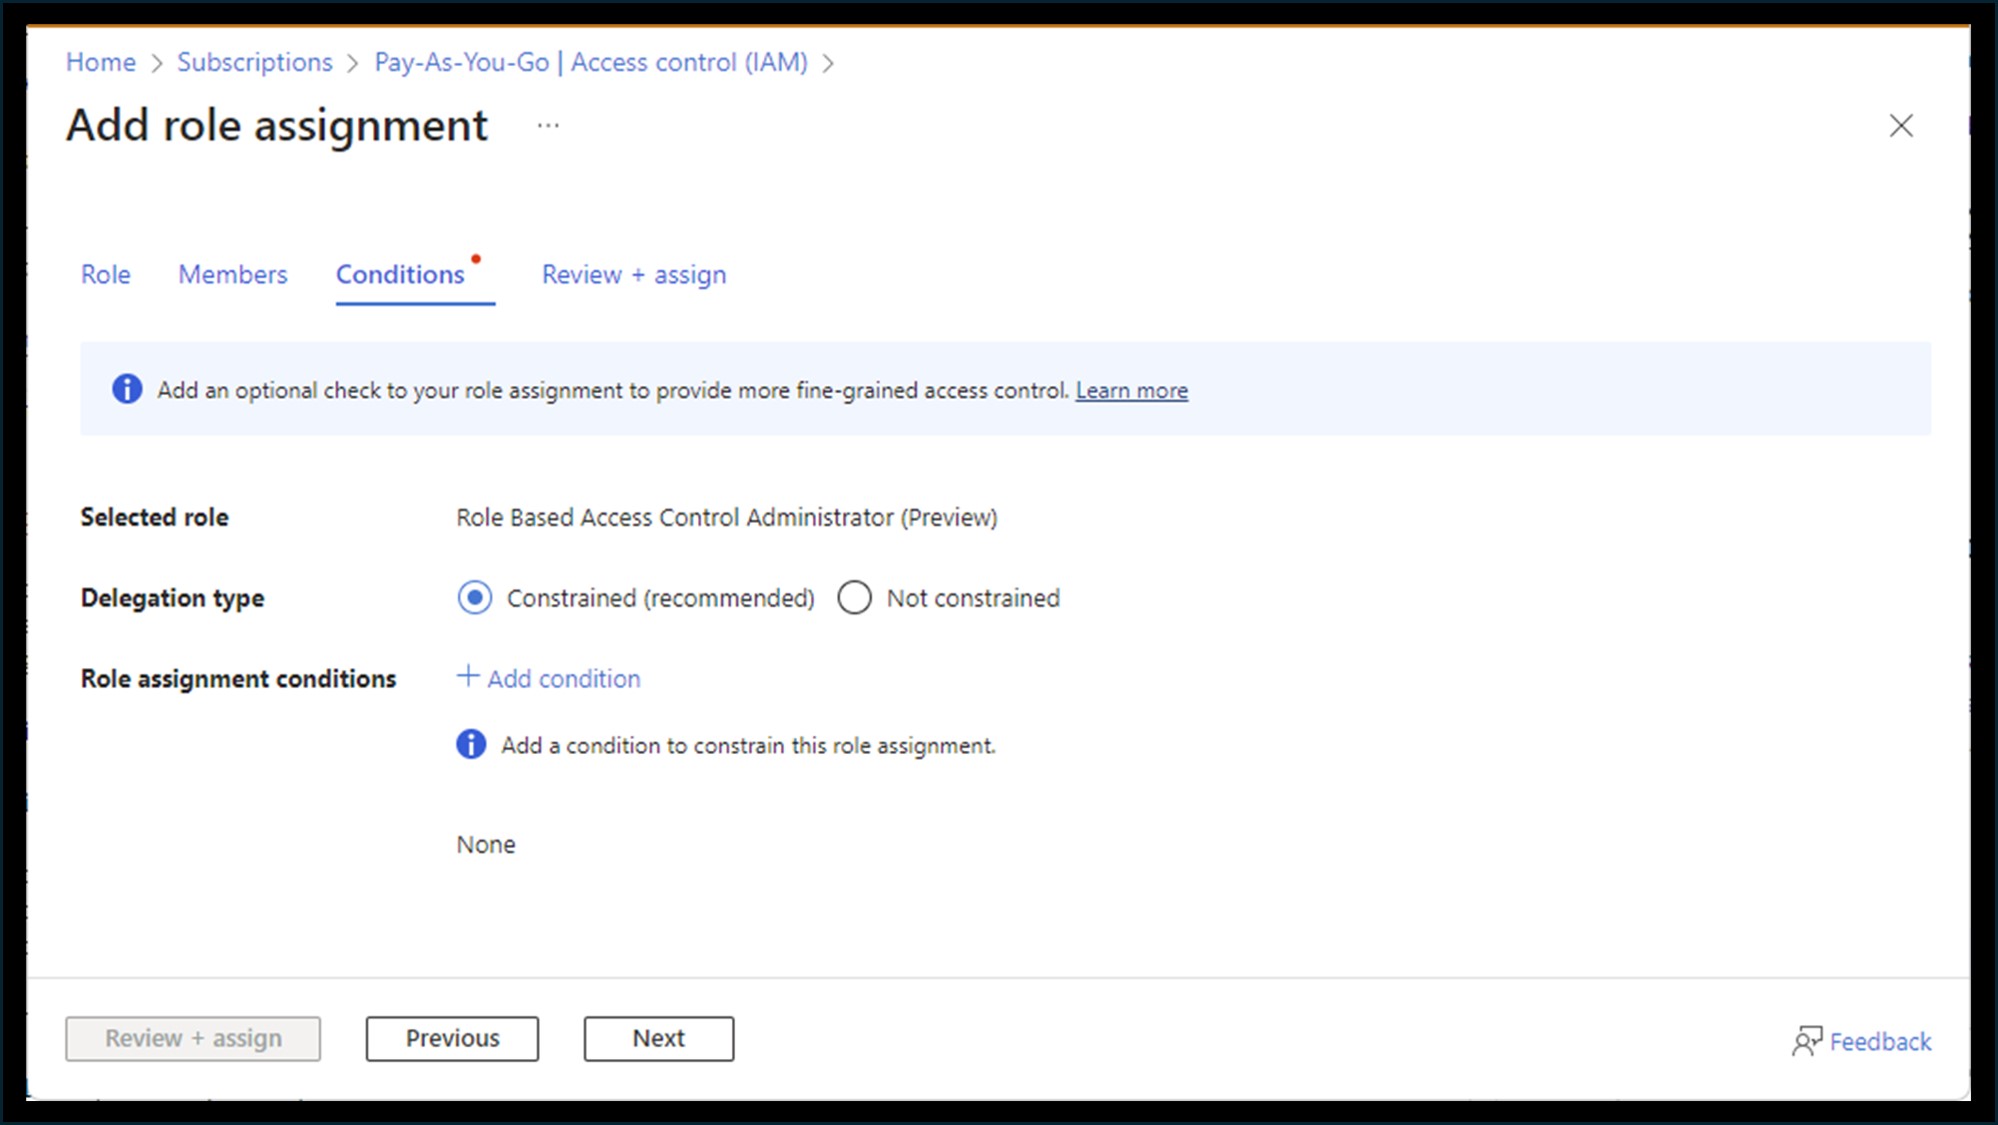 Home > Subscriptions > Pay-As-You-Go | Access control (IAM) >
Add role assignment ...
Role Members Conditions Review + assign
Add an optional check to your role assignment to provide more fine-grained access control. Learn more
Selected role Role Based Access Control Administrator (Preview)
Delegation type Constrained (recommended) Not constrained
Role assignment conditions + Add condition
Add a condition to constrain this role assignment.
None
Review + assign Previous Next Feedback